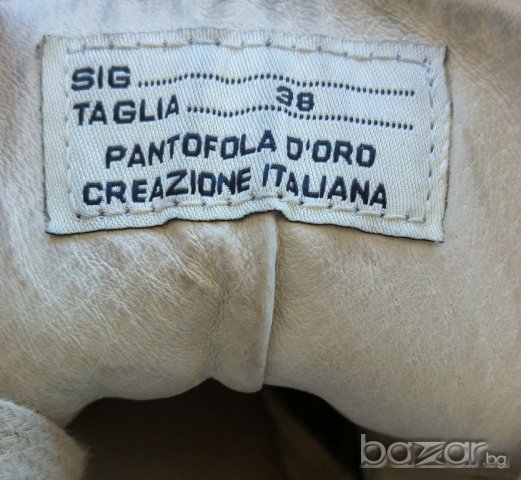 SIG
TAGLIA 38
PANTOFOLA D'ORO
CREAZIONE ITALIANA
bazar.bg